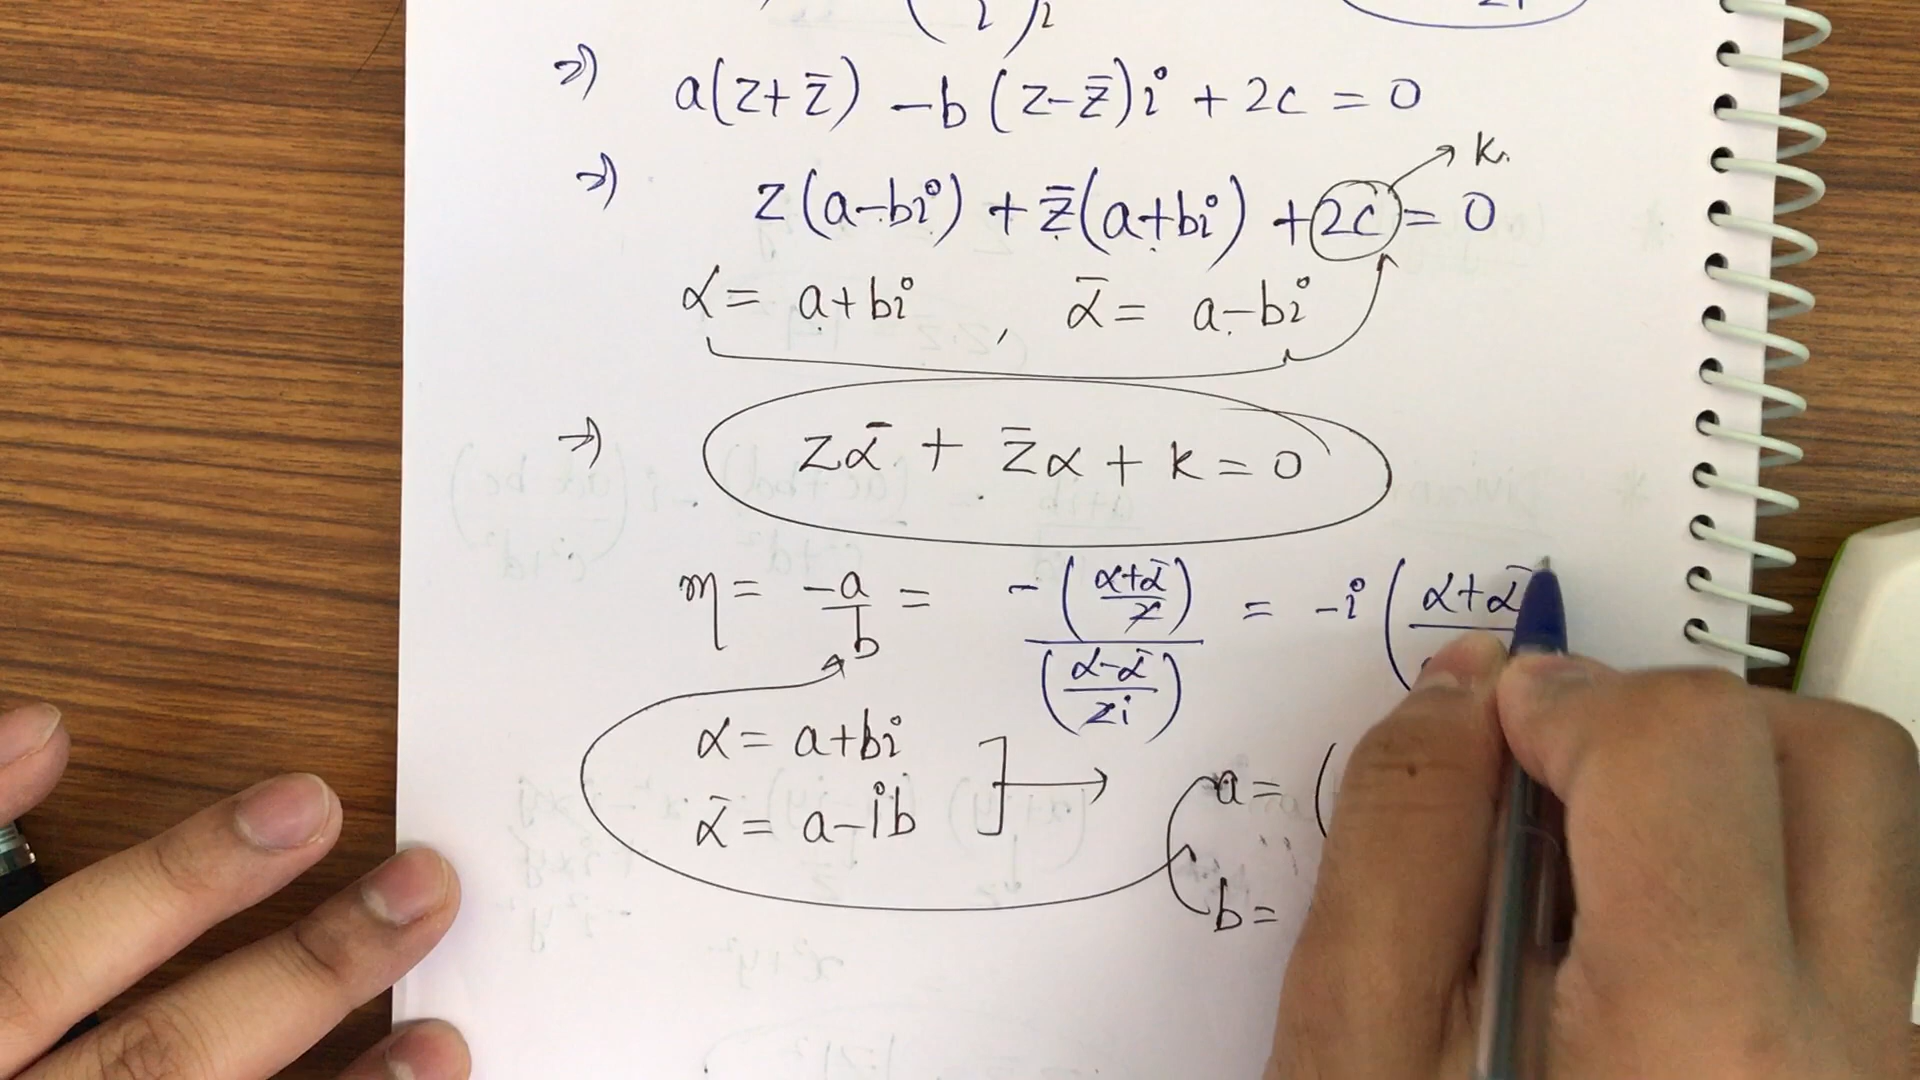 ⇒) a(z+z̄) -b (z-z̄)i + 2c = 0
→ k.
⇒) z(a-bi) + z̄(a+bi) + 2c = 0
α = a+bi , ᾱ = a-bi
⇒) zᾱ + z̄α + k = 0
m = -a/b = -((α+ᾱ)/2) / ((α-ᾱ)/2i) = -i (α+ᾱ
α = a+bi
ᾱ = a-ib
a = (
b =